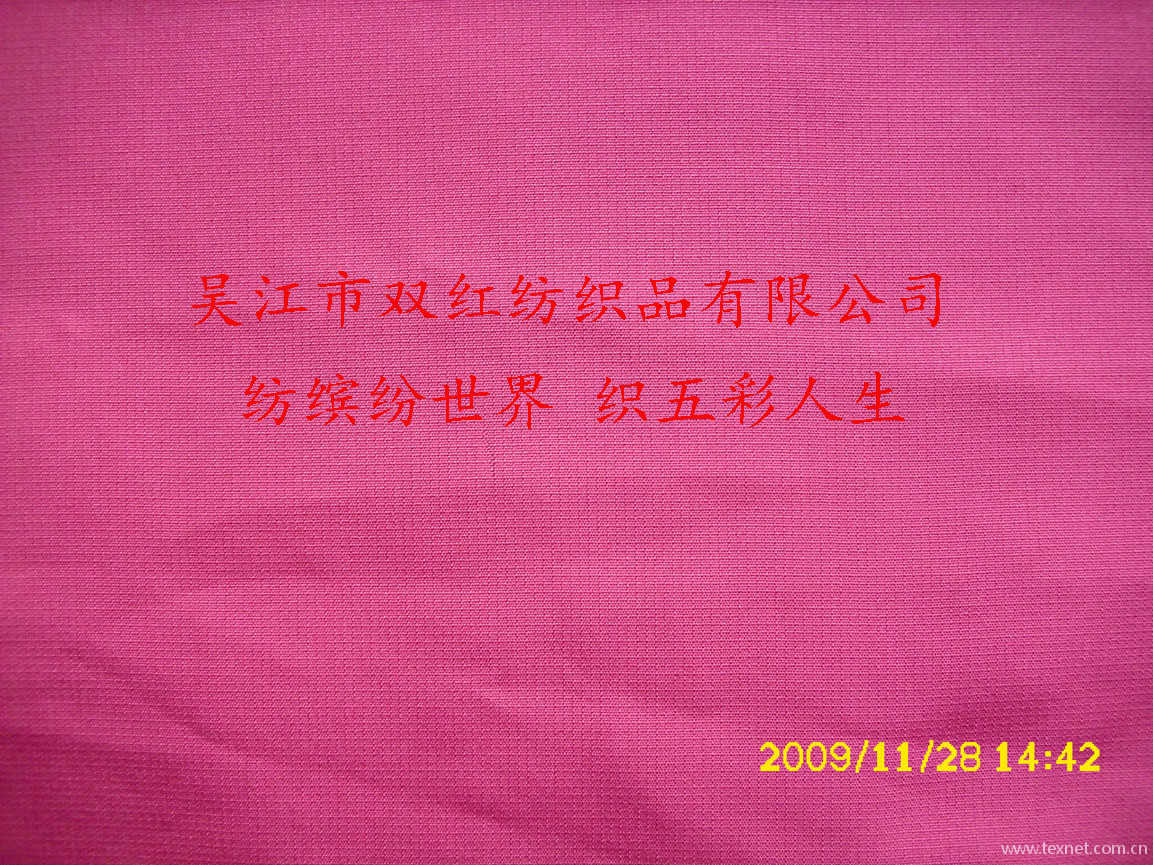 吴江市双红纺织品有限公司
纺缤纷世界 织五彩人生
2009/11/28 14:42
www.texnet.com.cn